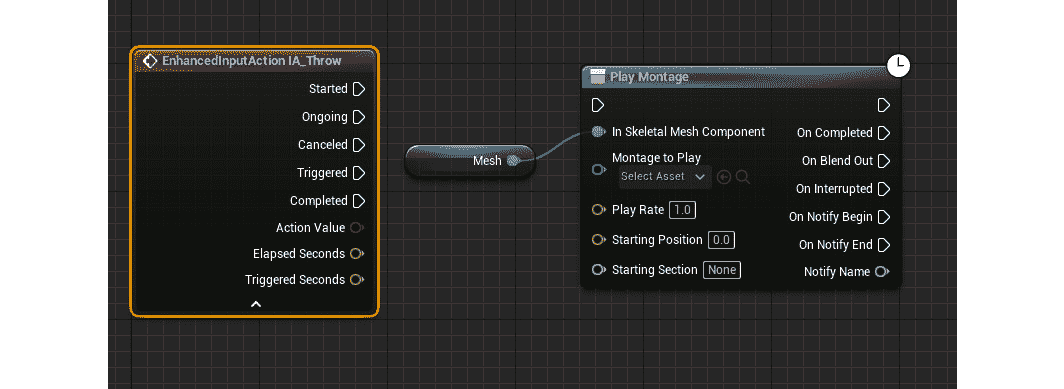 EnhancedInputAction IA_Throw
Started
Ongoing
Canceled
Triggered
Completed
Action Value
Elapsed Seconds
Triggered Seconds
Mesh
Play Montage
In Skeletal Mesh Component
Montage to Play
Select Asset
Play Rate 1.0
Starting Position 0.0
Starting Section None
On Completed
On Blend Out
On Interrupted
On Notify Begin
On Notify End
Notify Name